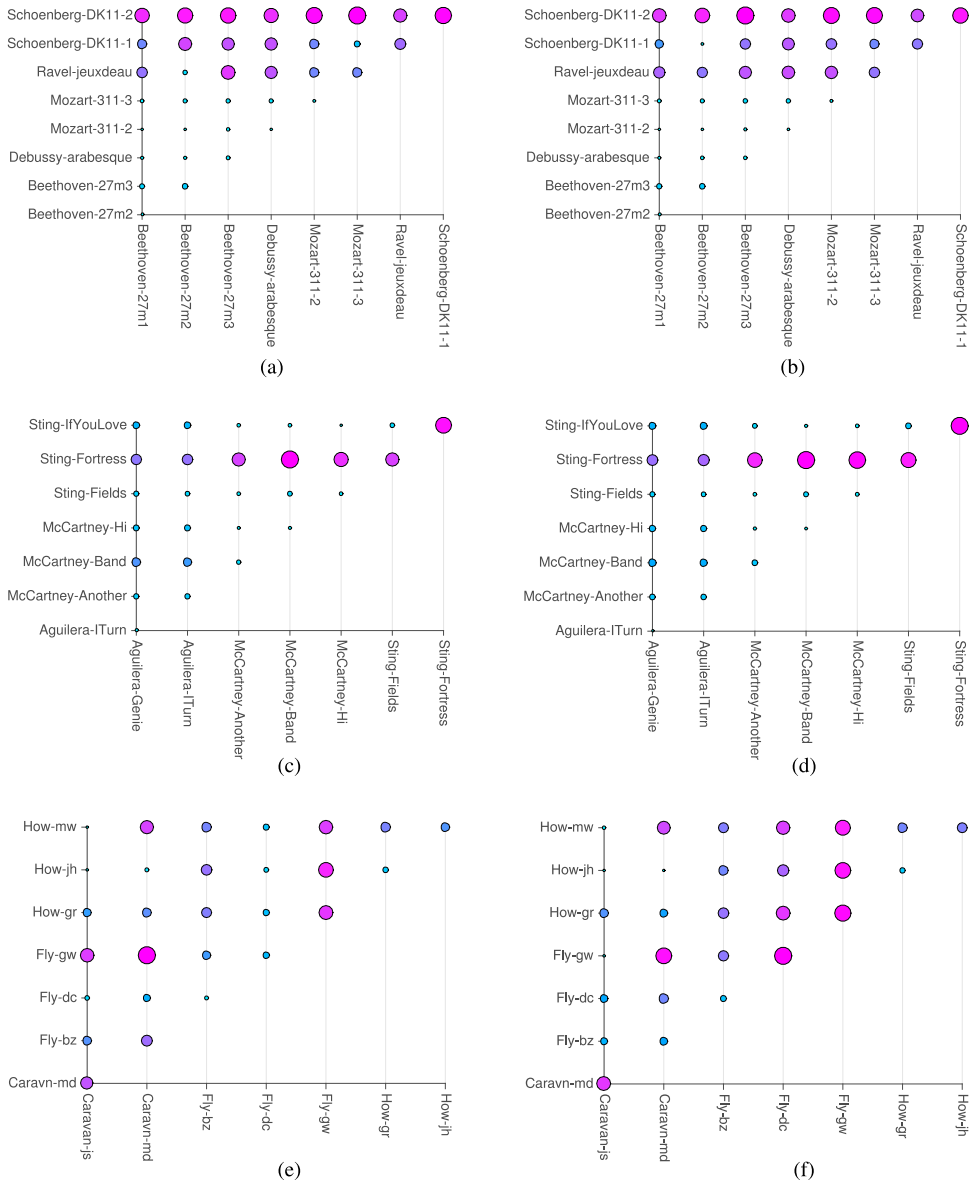 Schoenberg-DK11-2
Schoenberg-DK11-1
Ravel-jeuxdeau
Mozart-311-3
Mozart-311-2
Debussy-arabesque
Beethoven-27m3
Beethoven-27m2
Beethoven-27m1
Beethoven-27m2
Beethoven-27m3
Debussy-arabesque
Mozart-311-2
Mozart-311-3
Ravel-jeuxdeau
Schoenberg-DK11-1
(a)
Schoenberg-DK11-2
Schoenberg-DK11-1
Ravel-jeuxdeau
Mozart-311-3
Mozart-311-2
Debussy-arabesque
Beethoven-27m3
Beethoven-27m2
Beethoven-27m1
Beethoven-27m2
Beethoven-27m3
Debussy-arabesque
Mozart-311-2
Mozart-311-3
Ravel-jeuxdeau
Schoenberg-DK11-1
(b)
Sting-IfYouLove
Sting-Fortress
Sting-Fields
McCartney-Hi
McCartney-Band
McCartney-Another
Aguilera-ITurn
Aguilera-Genie
Aguilera-ITurn
McCartney-Another
McCartney-Band
McCartney-Hi
Sting-Fields
Sting-Fortress
(c)
Sting-IfYouLove
Sting-Fortress
Sting-Fields
McCartney-Hi
McCartney-Band
McCartney-Another
Aguilera-ITurn
Aguilera-Genie
Aguilera-ITurn
McCartney-Another
McCartney-Band
McCartney-Hi
Sting-Fields
Sting-Fortress
(d)
How-mw
How-jh
How-gr
Fly-gw
Fly-dc
Fly-bz
Caravn-md
Caravan-js
Caravn-md
Fly-bz
Fly-dc
Fly-gw
How-gr
How-jh
(e)
How-mw
How-jh
How-gr
Fly-gw
Fly-dc
Fly-bz
Caravn-md
Caravan-js
Caravn-md
Fly-bz
Fly-dc
Fly-gw
How-gr
How-jh
(f)